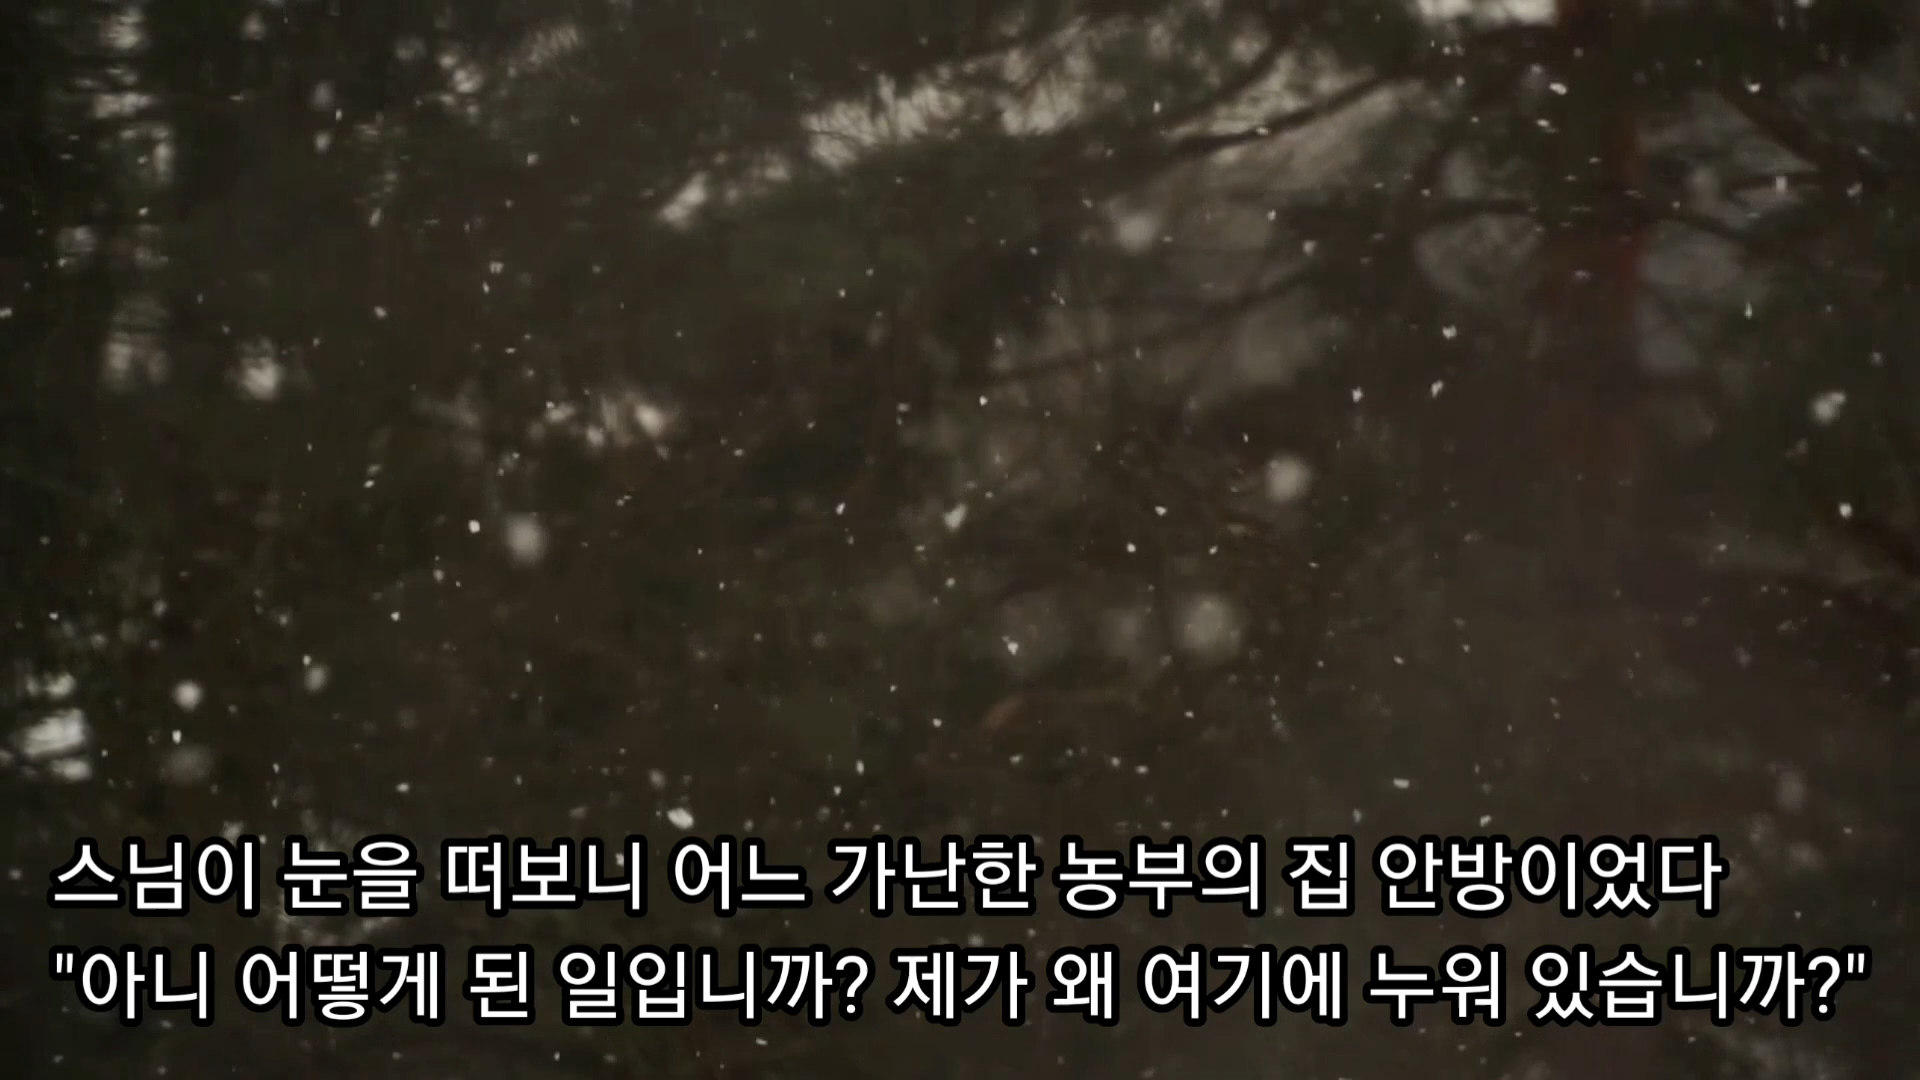 스님이 눈을 떠보니 어느 가난한 농부의 집 안방이었다
"아니 어떻게 된 일입니까? 제가 왜 여기에 누워 있습니까?"